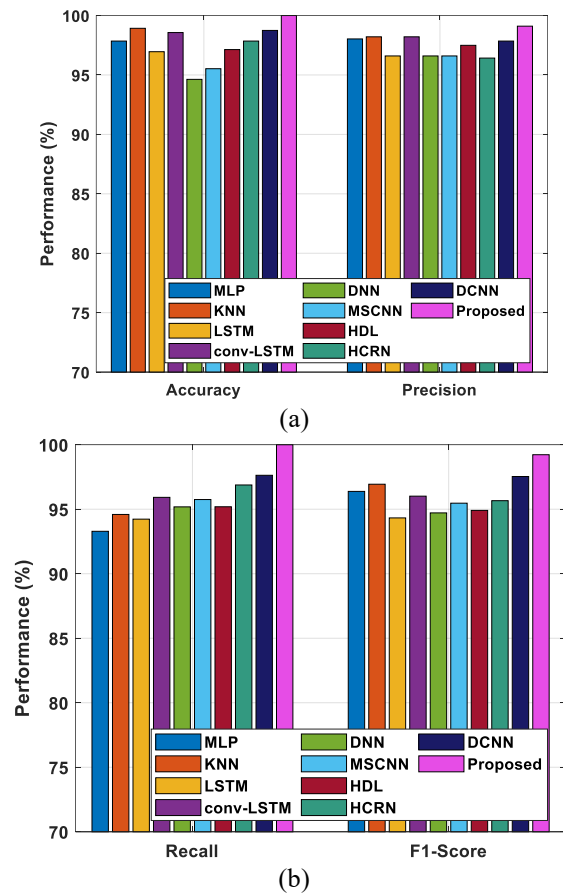 100
95
90
85
80
75
70
Performance (%)
MLP
KNN
LSTM
conv-LSTM
DNN
MSCNN
HDL
HCRN
DCNN
Proposed
Accuracy
Precision
(a)
100
95
90
85
80
75
70
Performance (%)
MLP
KNN
LSTM
conv-LSTM
DNN
MSCNN
HDL
HCRN
DCNN
Proposed
Recall
F1-Score
(b)